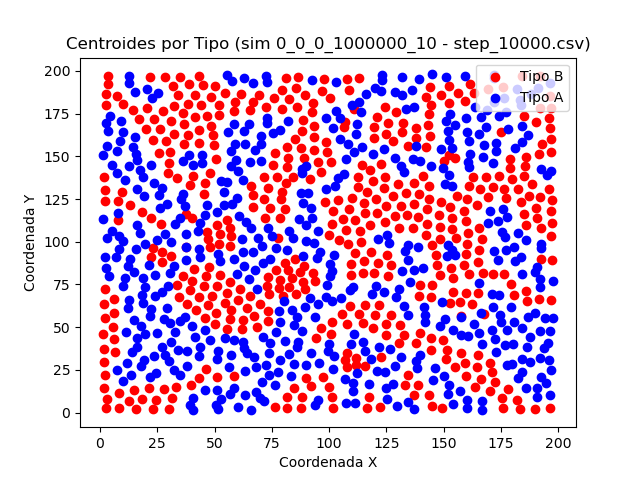 Centroides por Tipo (sim 0_0_0_1000000_10 - step_10000.csv)
Tipo B
Tipo A
200
175
150
125
100
75
50
25
0
Coordenada Y
0 25 50 75 100 125 150 175 200
Coordenada X